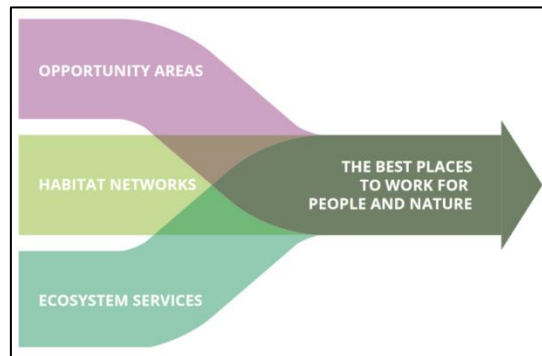 OPPORTUNITY AREAS
HABITAT NETWORKS
THE BEST PLACES
TO WORK FOR
PEOPLE AND NATURE
ECOSYSTEM SERVICES